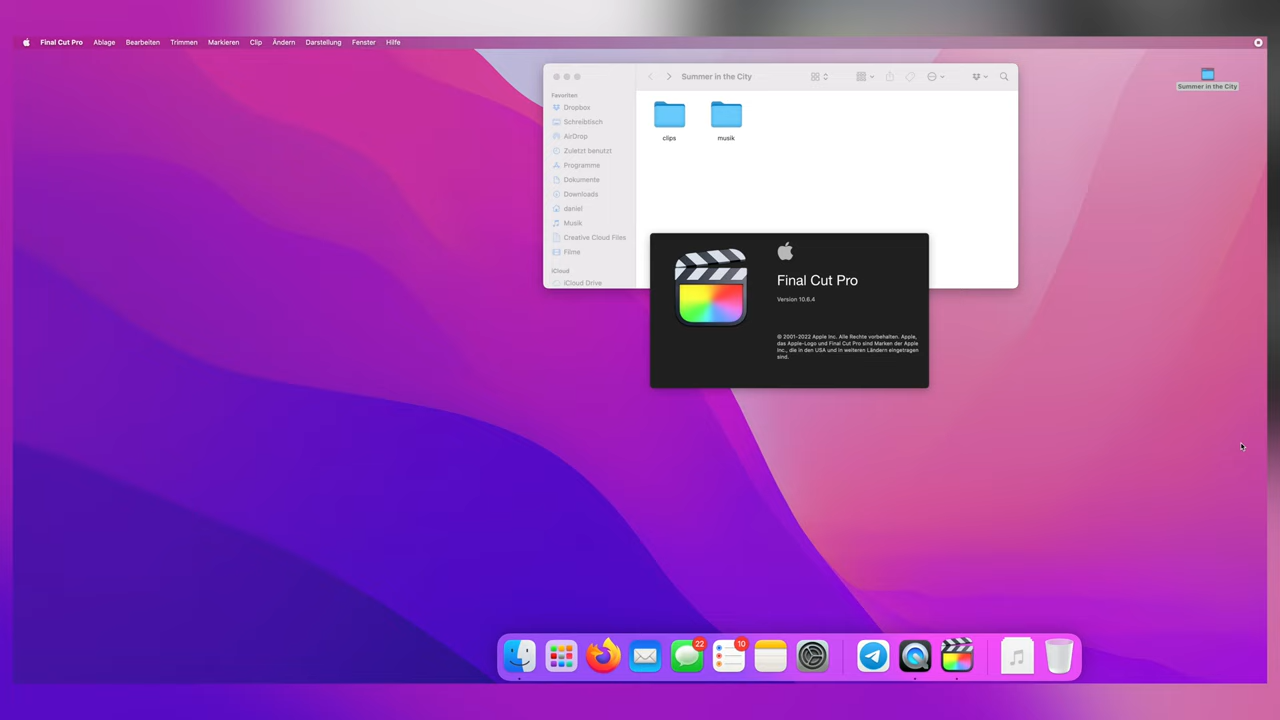 Final Cut Pro Ablage Bearbeiten Trimmen Markieren Clip Ändern Darstellung Fenster Hilfe
Summer in the City
Summer in the City
Favoriten
Dropbox
Schreibtisch
AirDrop
Zuletzt benutzt
Programme
Dokumente
Downloads
daniel
Musik
Creative Cloud Files
Filme
iCloud
iCloud Drive
clips
musik
Final Cut Pro
Version 10.6.4
© 2001-2022 Apple Inc. Alle Rechte vorbehalten. Apple,
das Apple-Logo und Final Cut Pro sind Marken der Apple
Inc., die in den USA und in weiteren Ländern eingetragen
sind.
22
10